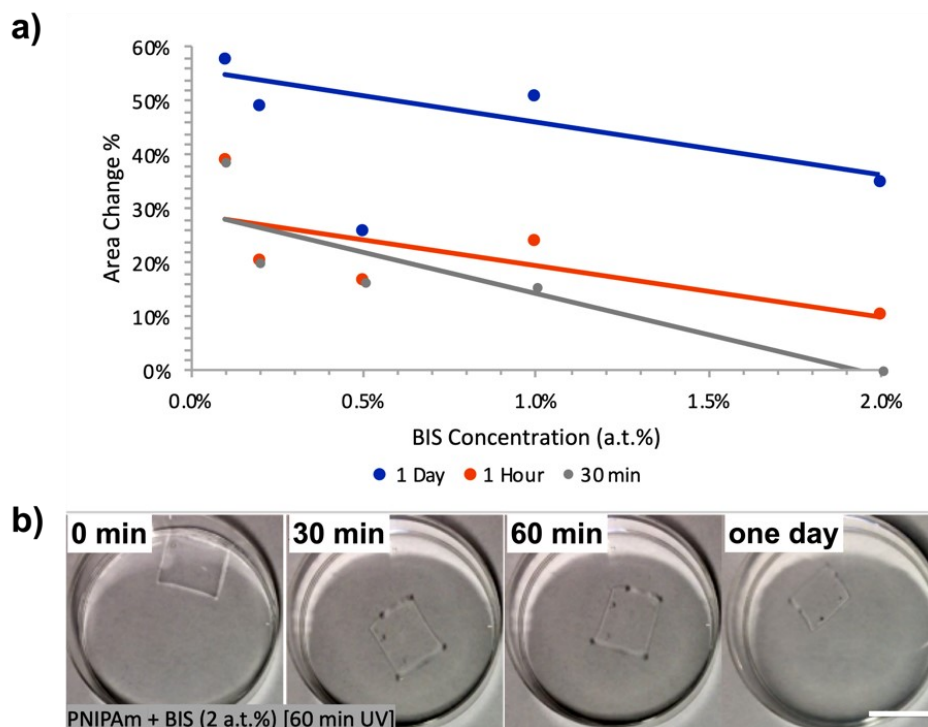 a)
60%
50%
40%
30%
20%
10%
0%
Area Change %
0.0% 0.5% 1.0% 1.5% 2.0%
BIS Concentration (a.t.%)
1 Day 1 Hour 30 min
b)
0 min 30 min 60 min one day
PNIPAm + BIS (2 a.t.%) [60 min UV]